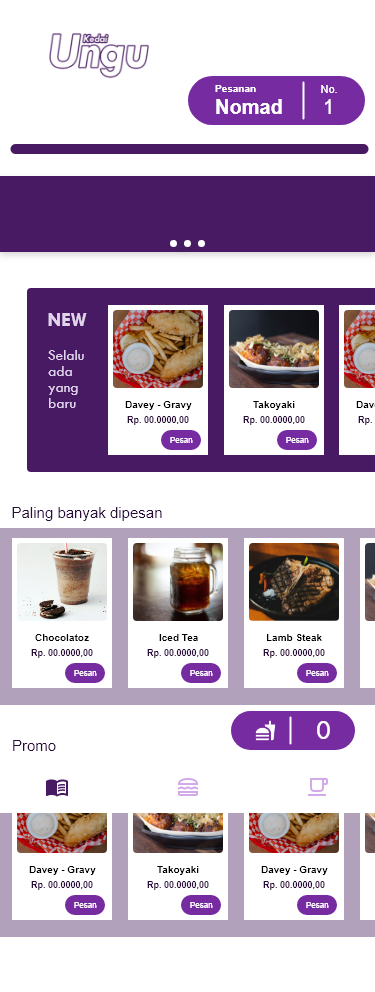 Kedai
Ungu
Pesanan
Nomad
No.
1
NEW
Selalu
ada
yang
baru
Davey - Gravy
Rp. 00.0000,00
Pesan
Takoyaki
Rp. 00.0000,00
Pesan
Dav
Rp.
Paling banyak dipesan
Chocolatoz
Rp. 00.0000,00
Pesan
Iced Tea
Rp. 00.0000,00
Pesan
Lamb Steak
Rp. 00.0000,00
Pesan
0
Promo
Davey - Gravy
Rp. 00.0000,00
Pesan
Takoyaki
Rp. 00.0000,00
Pesan
Davey - Gravy
Rp. 00.0000,00
Pesan